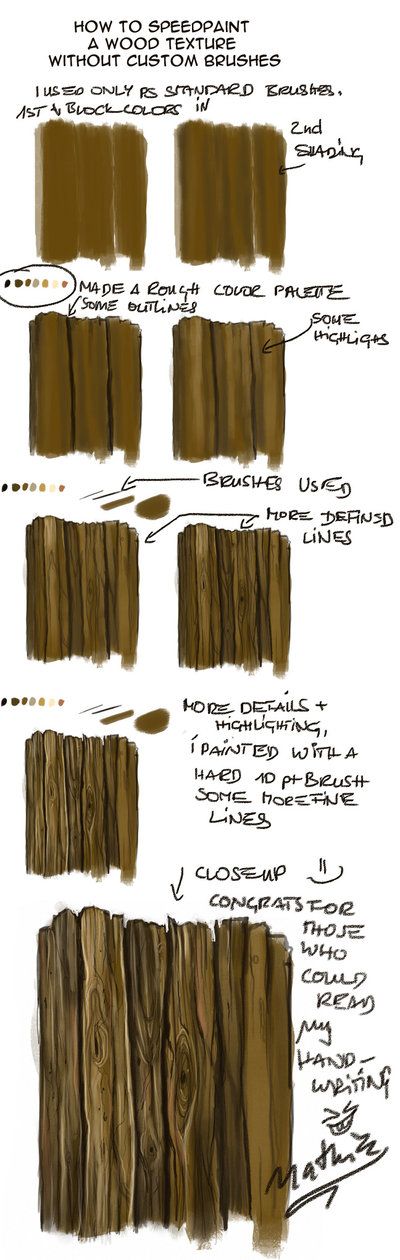 HOW TO SPEEDPAINT
A WOOD TEXTURE
WITHOUT CUSTOM BRUSHES
I USED ONLY PS STANDARD BRUSHES.
1ST BLOCK COLORS IN
2nd
SHADING
MADE A ROUGH COLOR PALETTE
SOME OUTLINES
SOME
HIGHLIGHS
BRUSHES USED
MORE DEFINED
LINES
MORE DETAILS +
HIGHLIGHTING,
I PAINTED WITH A
HARD 10 pt BRUSH
SOME MORE FINE
LINES
CLOSEUP
CONGRATS FOR
THOSE
WHO
COULD
READ
MY
HAND-
WRITING